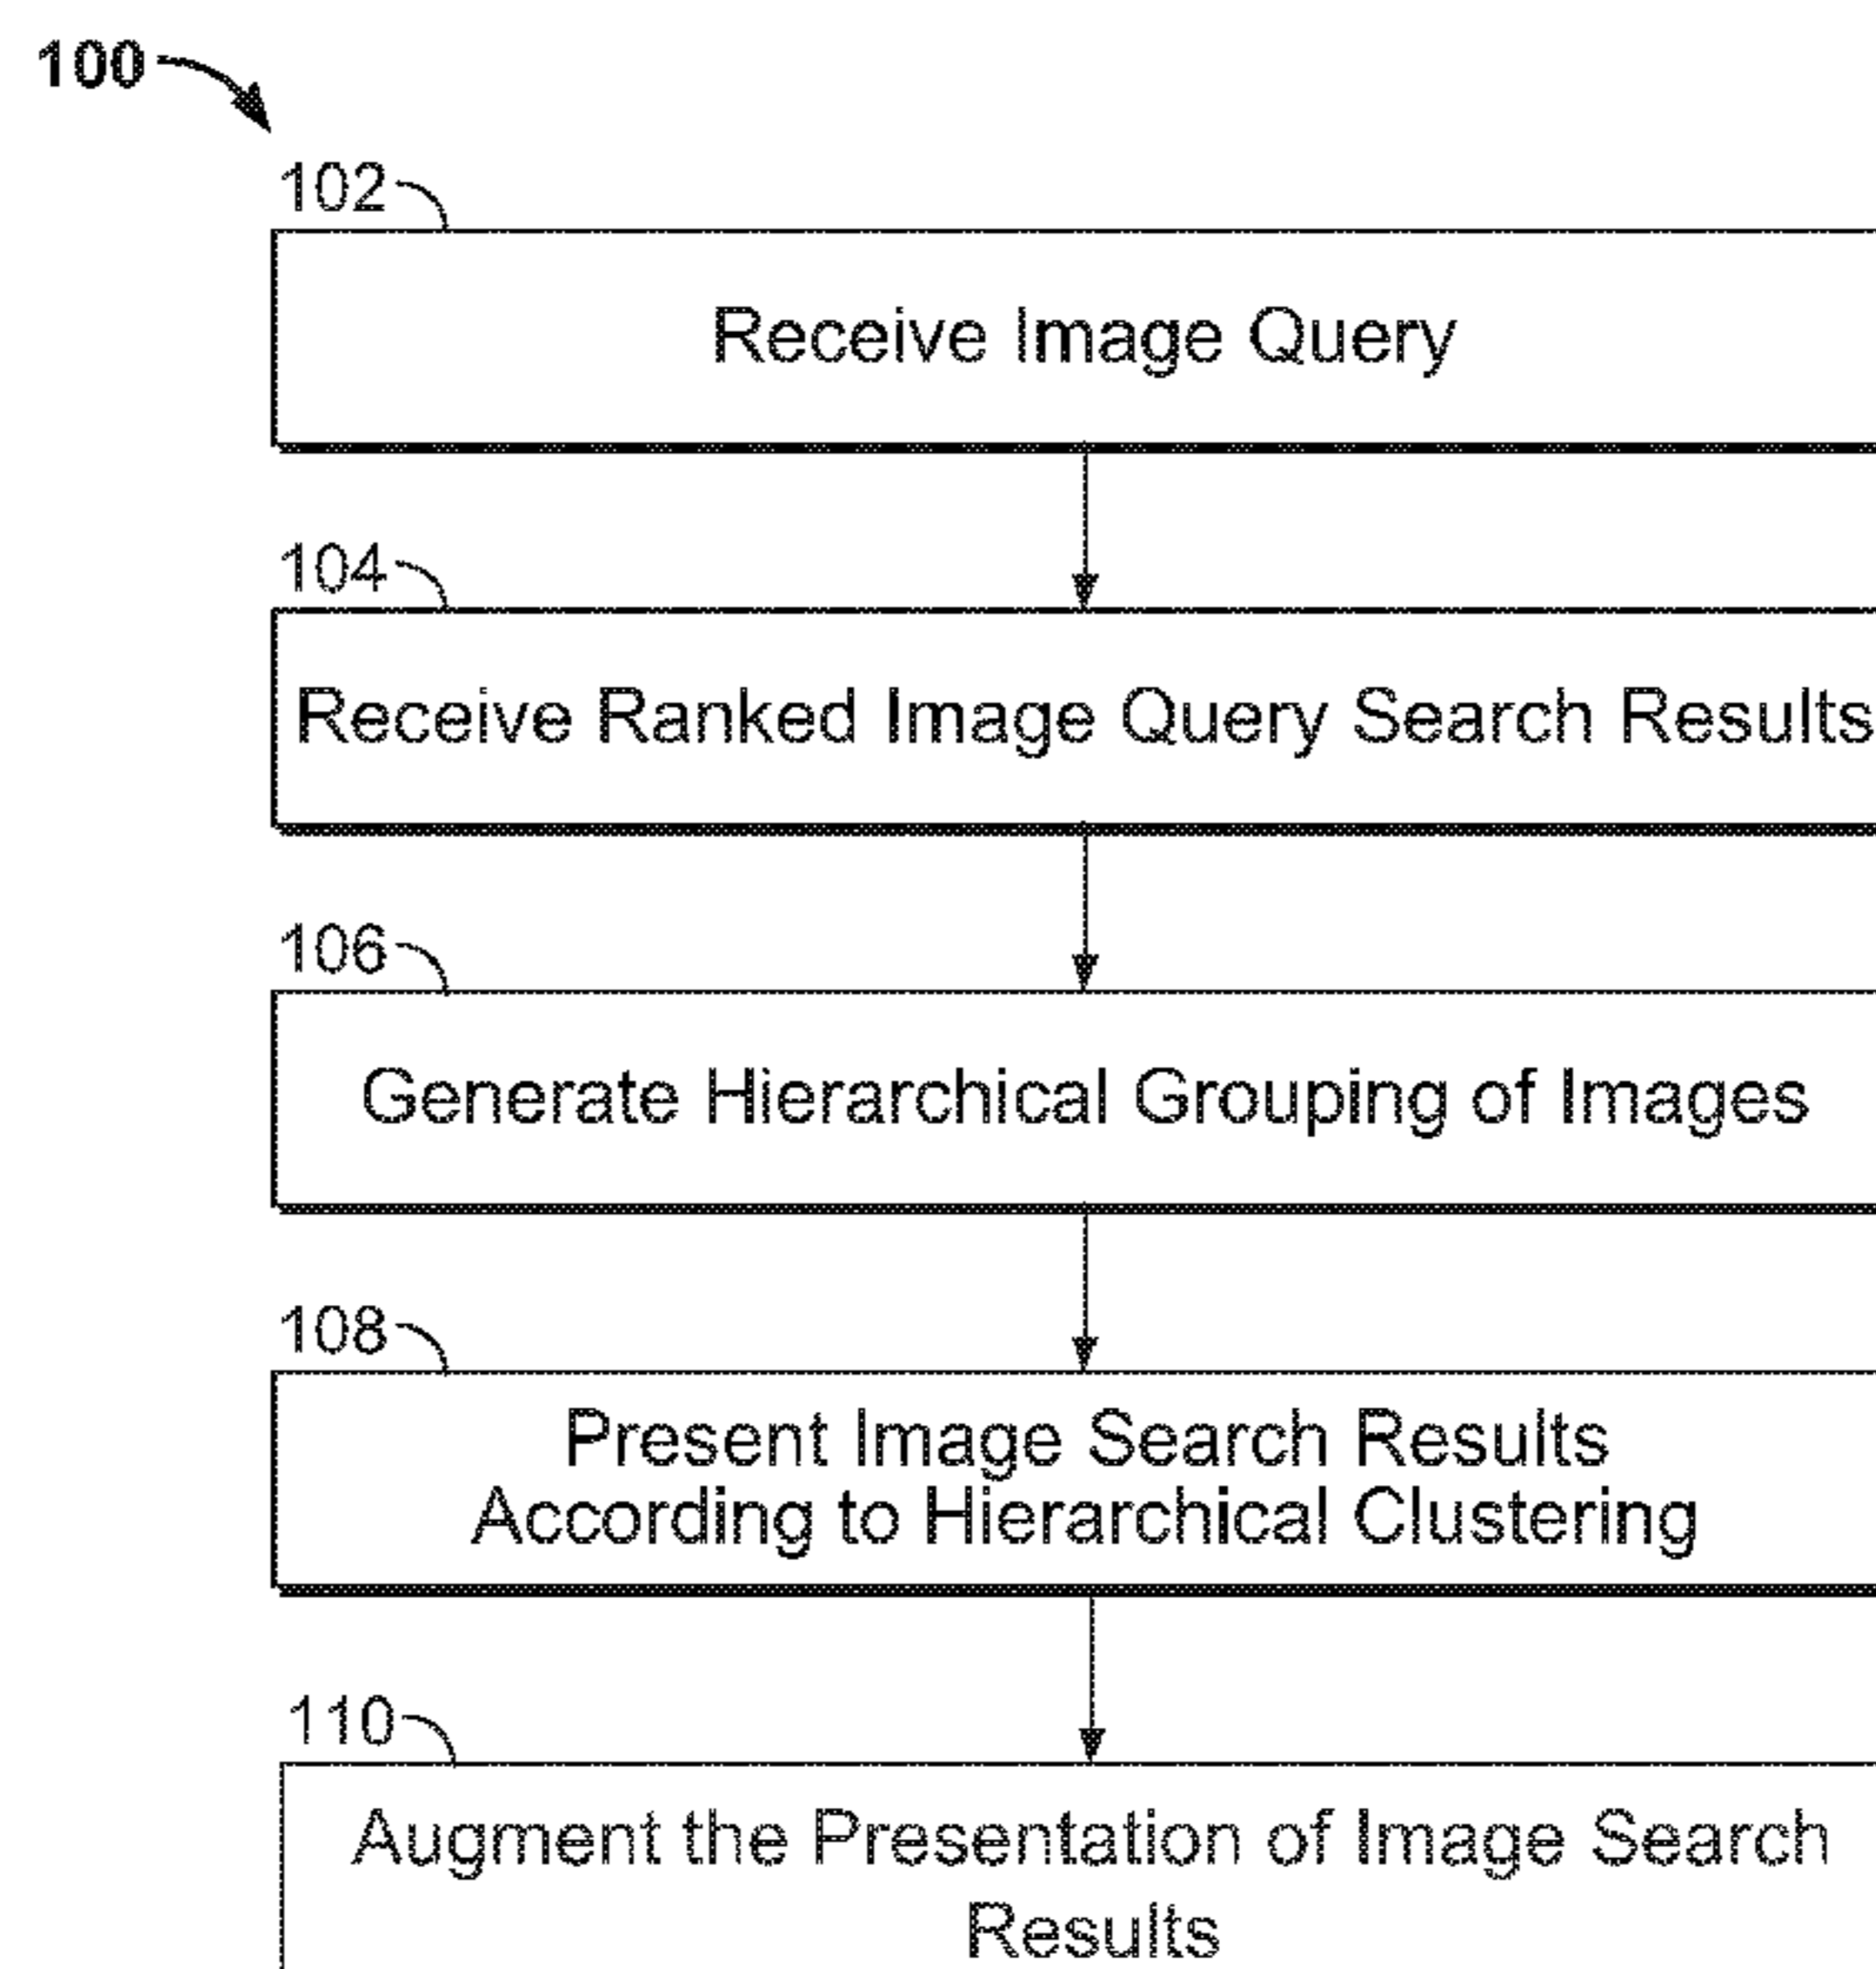 100
102
Receive Image Query
104
Receive Ranked Image Query Search Results
106
Generate Hierarchical Grouping of Images
108
Present Image Search Results
According to Hierarchical Clustering
110
Augment the Presentation of Image Search
Results